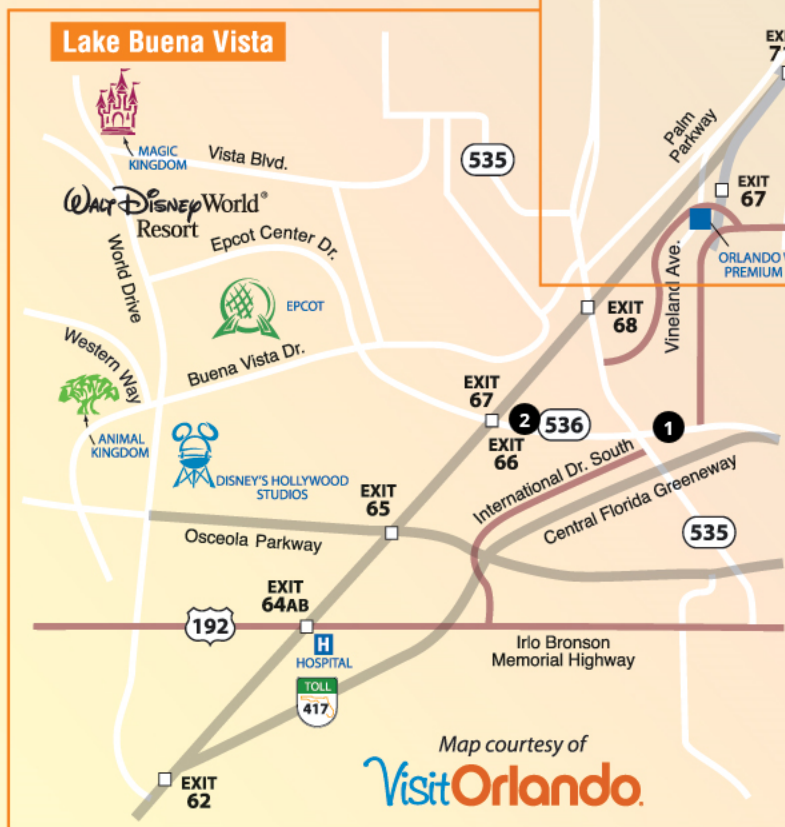 Lake Buena Vista
MAGIC
KINGDOM
Vista Blvd.
535
Palm
Parkway
EXIT
67
WALT DISNEY World®
Resort
Epcot Center Dr.
World Drive
EPCOT
ORLANDO
PREMIUM
Vineland Ave.
EXIT
68
Western Way
Buena Vista Dr.
ANIMAL
KINGDOM
EXIT
67
2
536
1
EXIT
66
DISNEY'S HOLLYWOOD
STUDIOS
International Dr. South
Central Florida Greeneway
EXIT
65
Osceola Parkway
535
EXIT
64AB
192
H
HOSPITAL
Irlo Bronson
Memorial Highway
TOLL
417
EXIT
62
Map courtesy of
VisitOrlando.